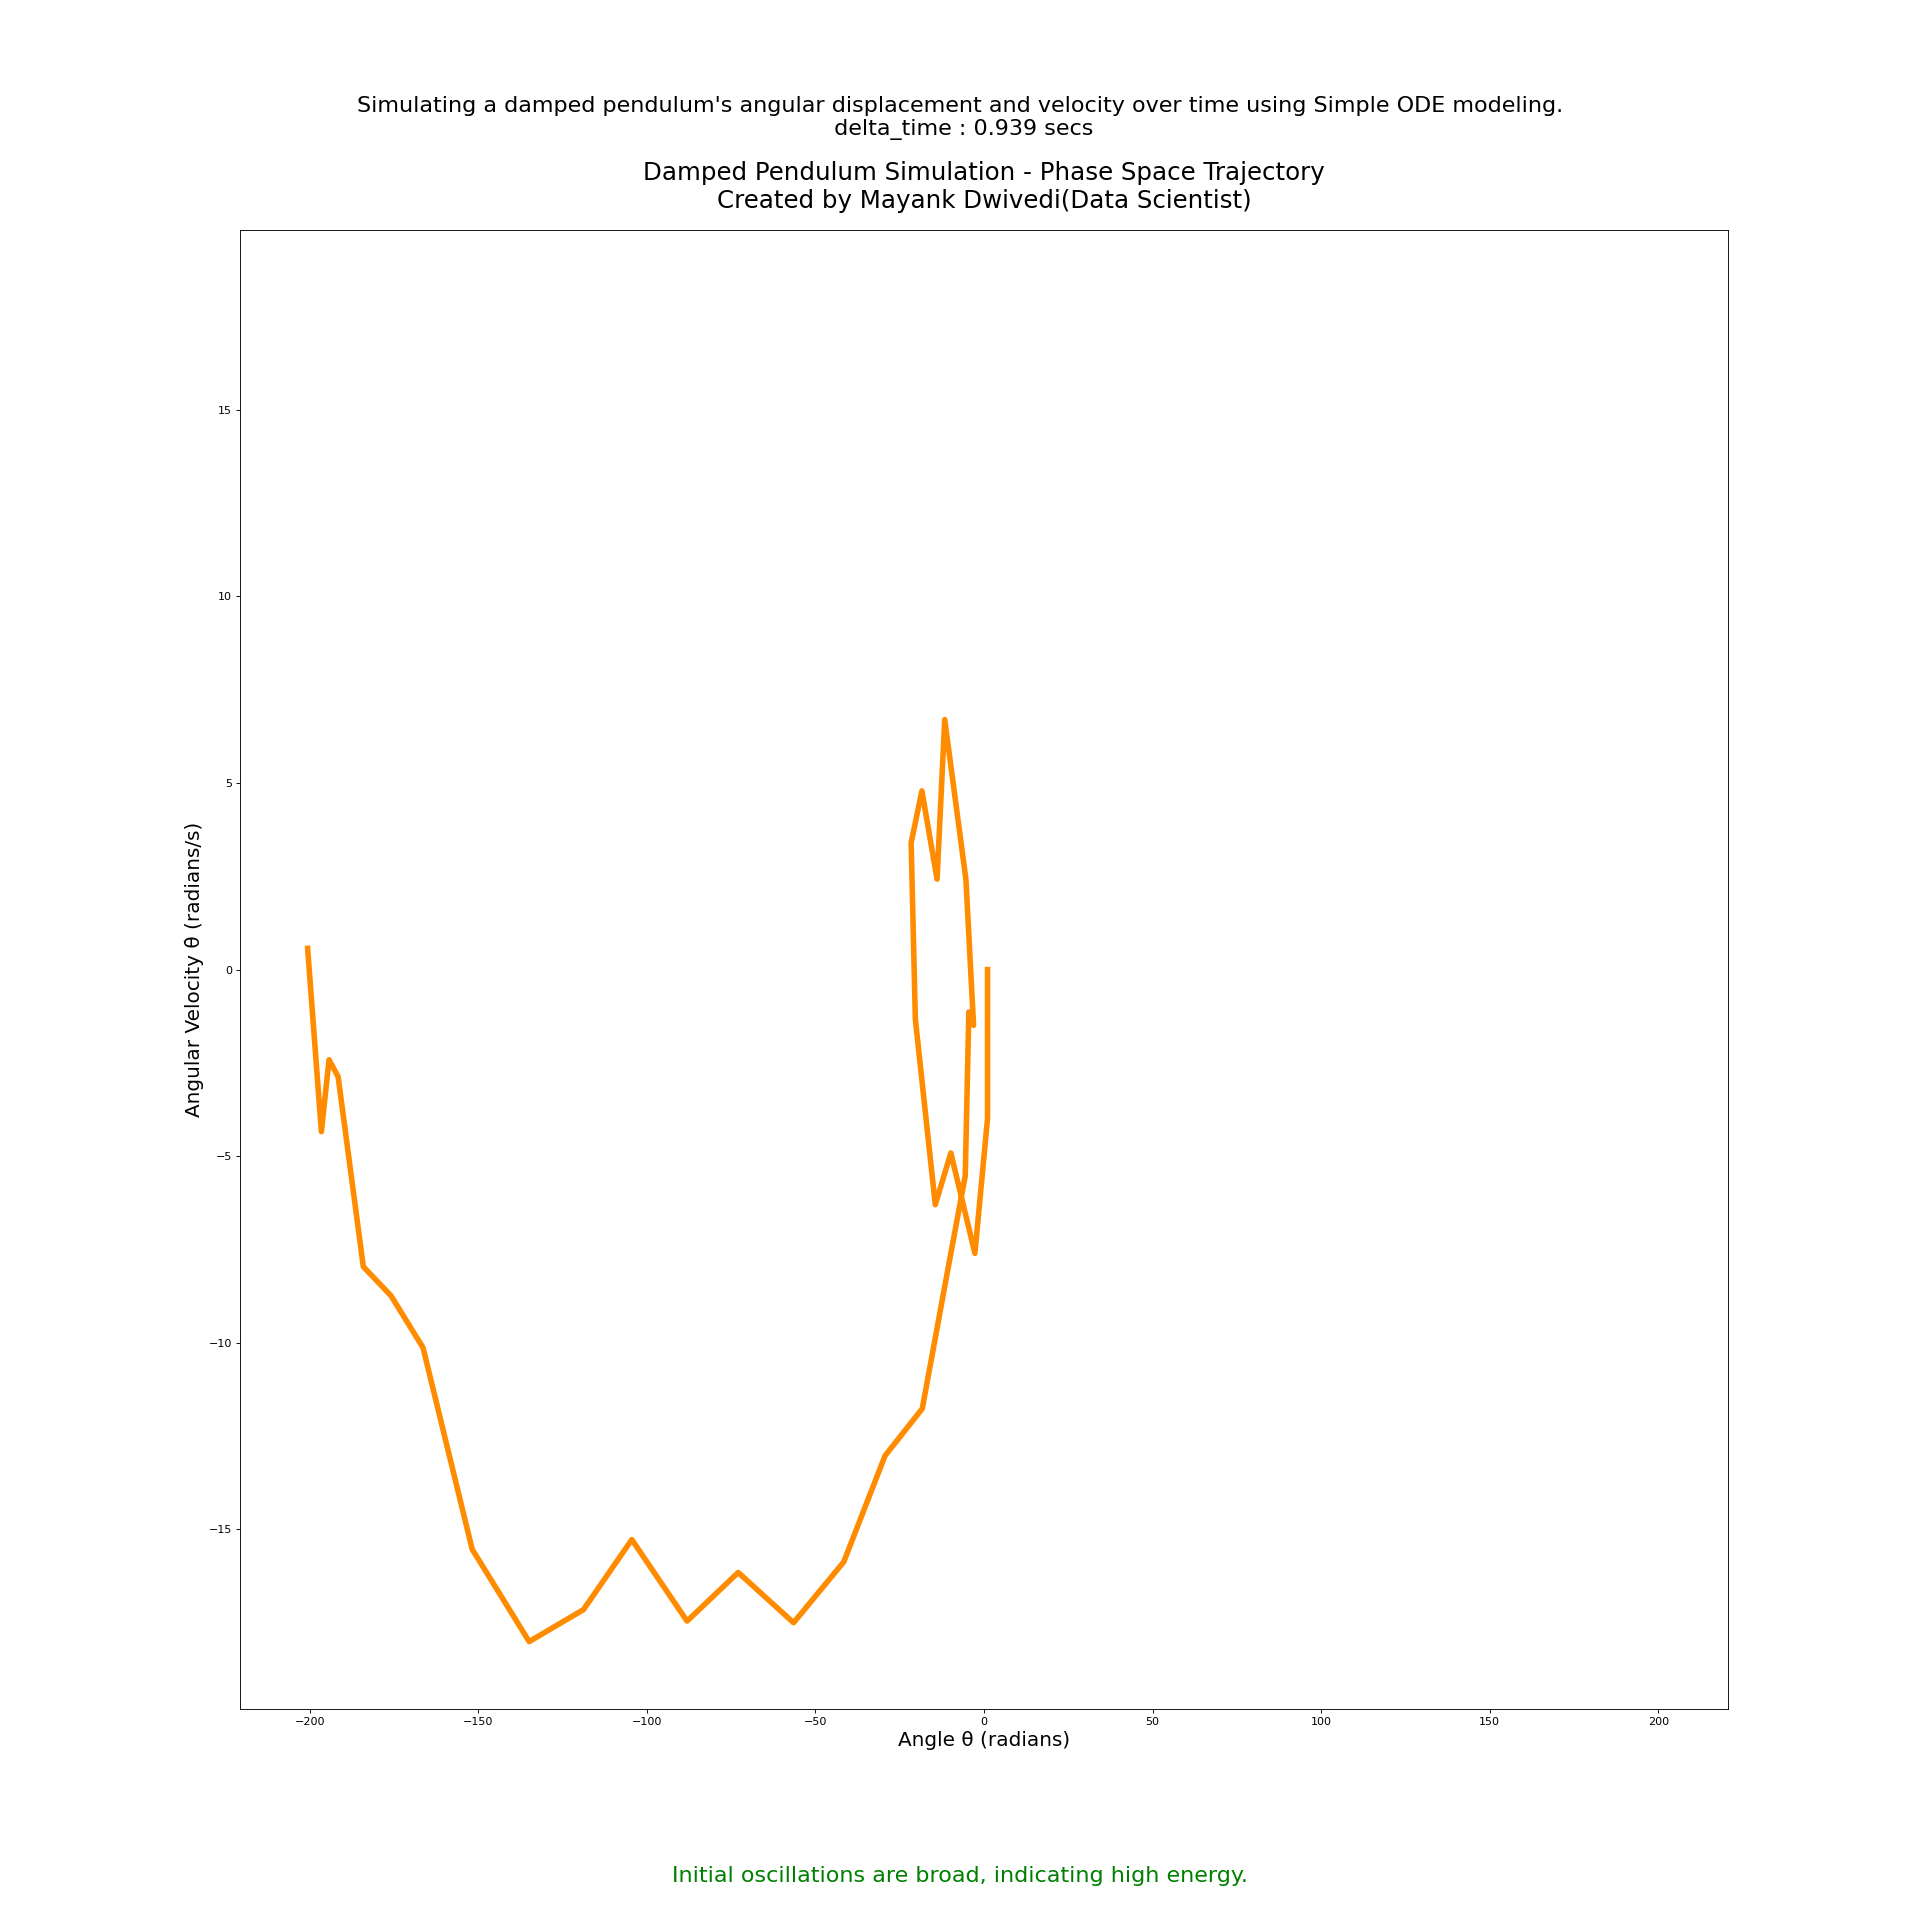 Simulating a damped pendulum's angular displacement and velocity over time using Simple ODE modeling.
delta_time : 0.939 secs
Damped Pendulum Simulation - Phase Space Trajectory
Created by Mayank Dwivedi(Data Scientist)
15
10
5
0
−5
−10
−15
Angular Velocity θ (radians/s)
−200 −150 −100 −50 0 50 100 150 200
Angle θ (radians)
Initial oscillations are broad, indicating high energy.